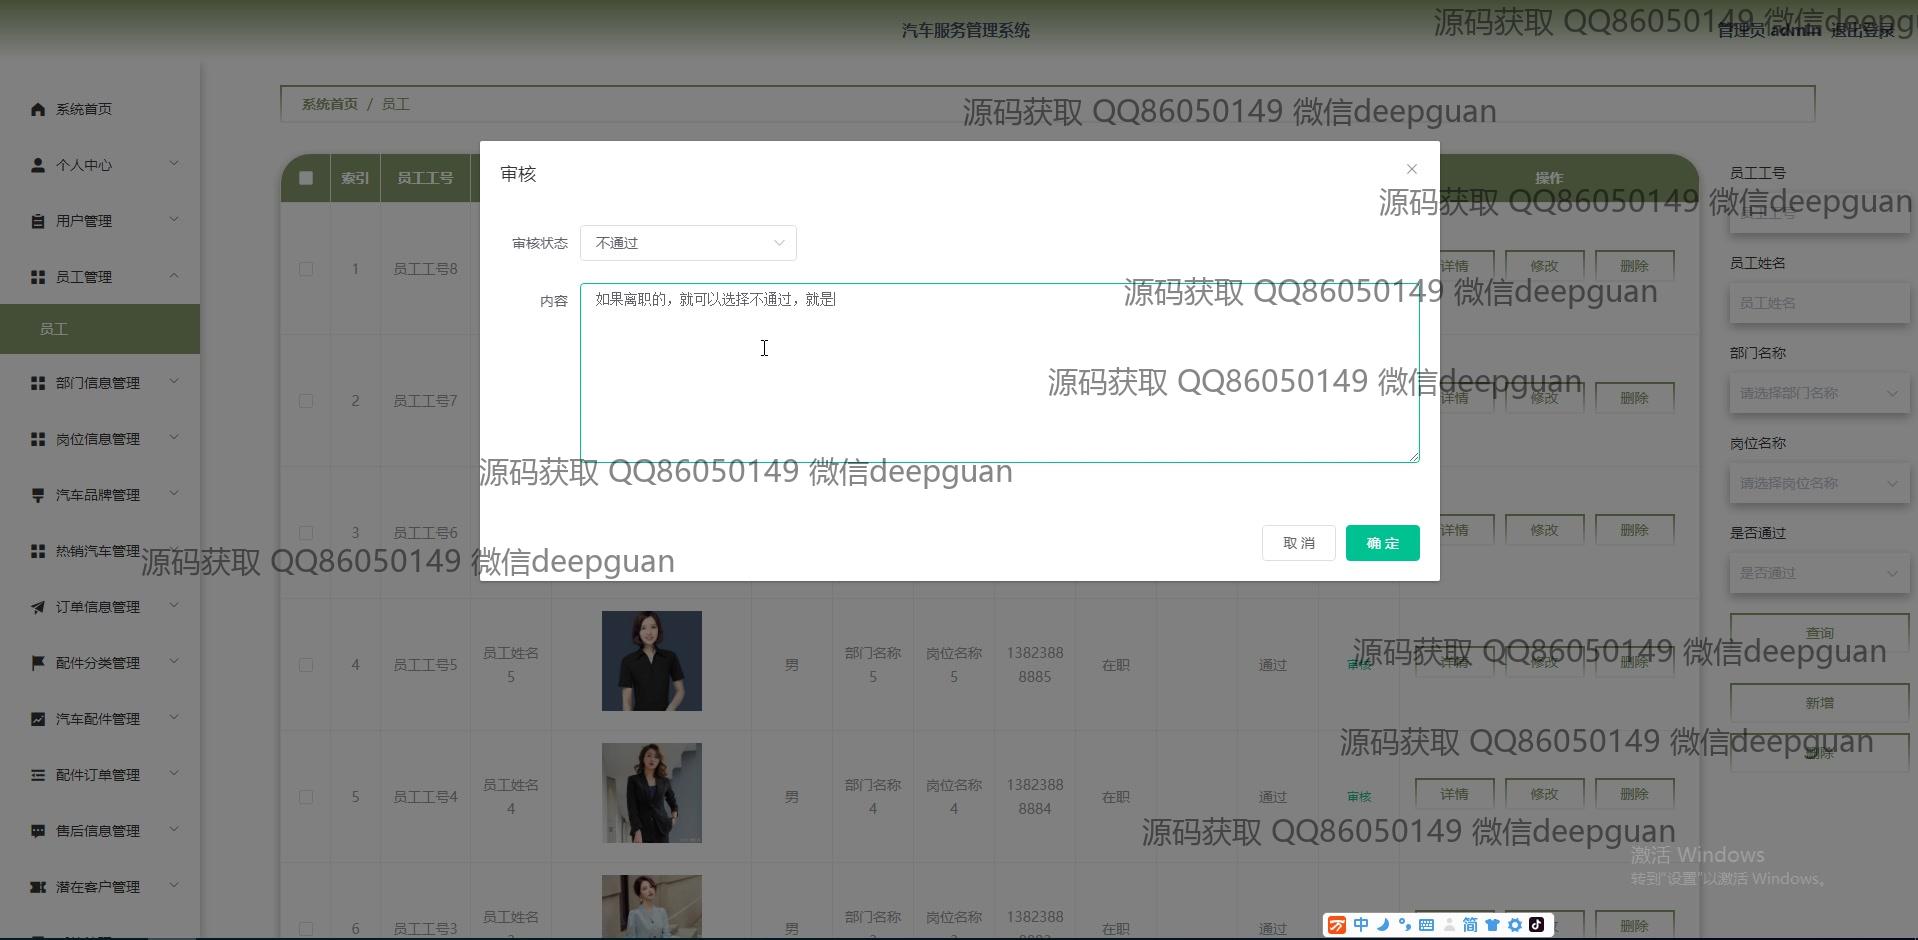 汽车服务管理系统
源码获取 QQ86050149 微信deepg
管理员 admin 退出登录
系统首页
个人中心
用户管理
员工管理
员工
部门信息管理
岗位信息管理
汽车品牌管理
热销汽车管理
订单信息管理
配件分类管理
汽车配件管理
配件订单管理
售后信息管理
潜在客户管理
系统首页 / 员工
源码获取 QQ86050149 微信deepguan
索引 员工工号 操作
审核
源码获取 QQ86050149 微信deepguan
审核状态 不通过
内容 如果离职的，就可以选择不通过，就是
源码获取 QQ86050149 微信deepguan
源码获取 QQ86050149 微信deepguan
源码获取 QQ86050149 微信deepguan
取消 确定
源码获取 QQ86050149 微信deepguan
1 员工工号8 详情 修改 删除
2 员工工号7 详情 修改 删除
3 员工工号6 详情 修改 删除
4 员工工号5 员工姓名5 男 部门名称5 岗位名称5 13823888885 在职 通过 审核 详情 修改 删除
源码获取 QQ86050149 微信deepguan
源码获取 QQ86050149 微信deepguan
5 员工工号4 员工姓名4 男 部门名称4 岗位名称4 13823888884 在职 通过 审核 详情 修改 删除
源码获取 QQ86050149 微信deepguan
6 员工工号3 员工姓名 男 部门名称 岗位名称 1382388 在职 通过 删除
员工工号
员工工号
员工姓名
员工姓名
部门名称
请选择部门名称
岗位名称
请选择岗位名称
是否通过
是否通过
查询
新增
删除
激活 Windows
转到"设置"以激活 Windows。
中 简